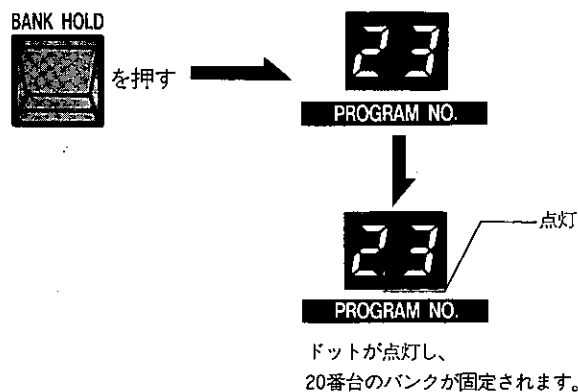 BANK HOLD
を押す
23
PROGRAM NO.
23
点灯
PROGRAM NO.
ドットが点灯し、
20番台のバンクが固定されます。